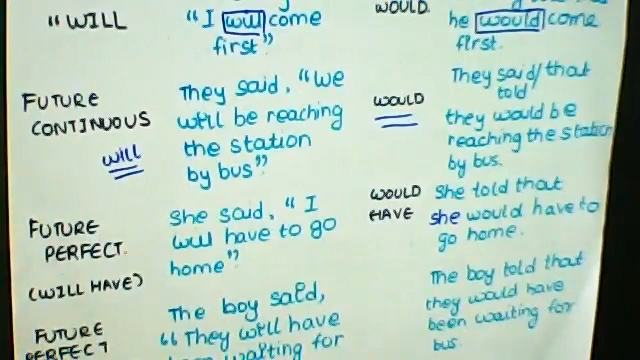 "WILL
"I will come
first"
WOULD.
he would come
first.
FUTURE
CONTINUOUS
WILL
They said, "we
will be reaching
the station
by bus"
WOULD
They said/that
told
they would be
reaching the station
by bus.
FUTURE
PERFECT.
(WILL HAVE)
She said, "I
will have to go
home"
WOULD
HAVE
She told that
she would have to
go home.
FUTURE
PERFECT
The boy said,
"They will have
been waiting for
The boy told that
they would have
been waiting for
bus.